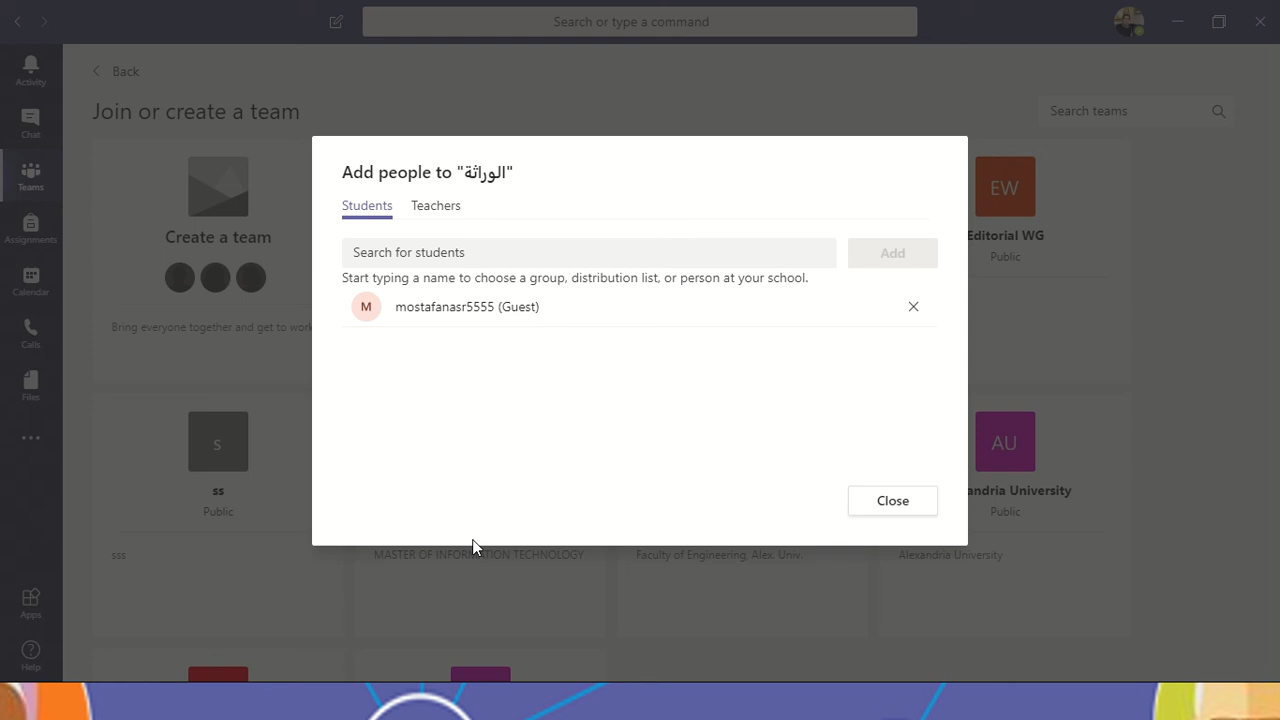 Search or type a command
Activity
Chat
Teams
Assignments
Calendar
Calls
Files
Apps
Help
Back
Join or create a team
Search teams
Create a team
Bring everyone together and get to work
EW
Editorial WG
Public
s
ss
Public
sss
MASTER OF INFORMATION TECHNOLOGY
Faculty of Engineering, Alex. Univ.
AU
andria University
Public
Alexandria University
Add people to "الوراثة"
Students Teachers
Search for students
Add
Start typing a name to choose a group, distribution list, or person at your school.
M
mostafanasr5555 (Guest)
Close